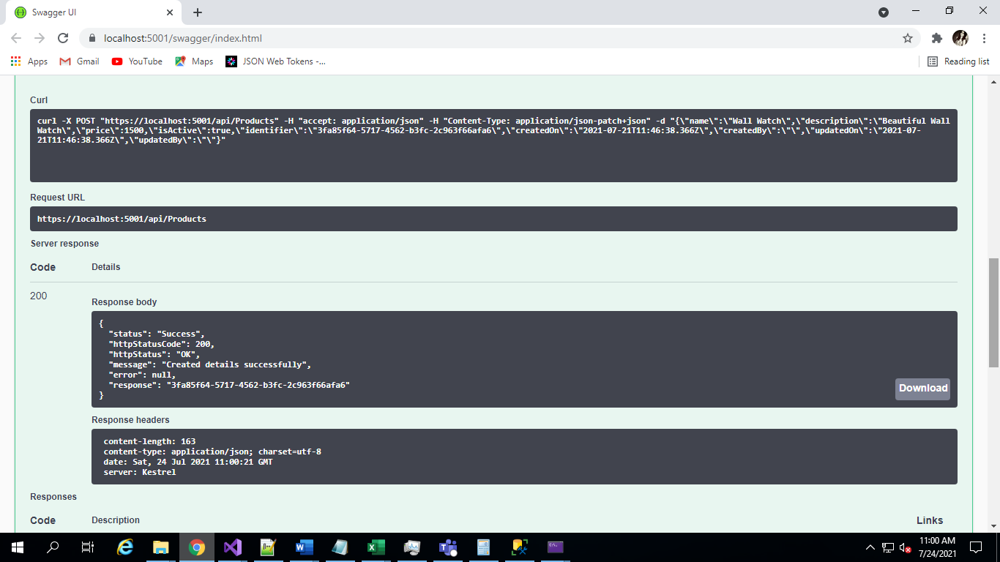 Swagger UI
localhost:5001/swagger/index.html
Apps Gmail YouTube Maps JSON Web Tokens -... Reading list
Curl
curl -X POST "https://localhost:5001/api/Products" -H "accept: application/json" -H "Content-Type: application/json-patch+json" -d "{\"name\":\"Wall Watch\",\"description\":\"Beautiful Wall
Watch\",\"price\":1500,\"isActive\":true,\"identifier\":\"3fa85f64-5717-4562-b3fc-2c963f66afa6\",\"createdOn\":\"2021-07-21T11:46:38.366Z\",\"createdBy\":\"\",\"updatedOn\":\"2021-07-
21T11:46:38.366Z\",\"updatedBy\":\"\"}"
Request URL
https://localhost:5001/api/Products
Server response
Code Details
200
Response body
{
"status": "Success",
"httpStatusCode": 200,
"httpStatus": "OK",
"message": "Created details successfully",
"error": null,
"response": "3fa85f64-5717-4562-b3fc-2c963f66afa6"
}
Download
Response headers
content-length: 163
content-type: application/json; charset=utf-8
date: Sat, 24 Jul 2021 11:00:21 GMT
server: Kestrel
Responses
Code Description Links
11:00 AM
7/24/2021